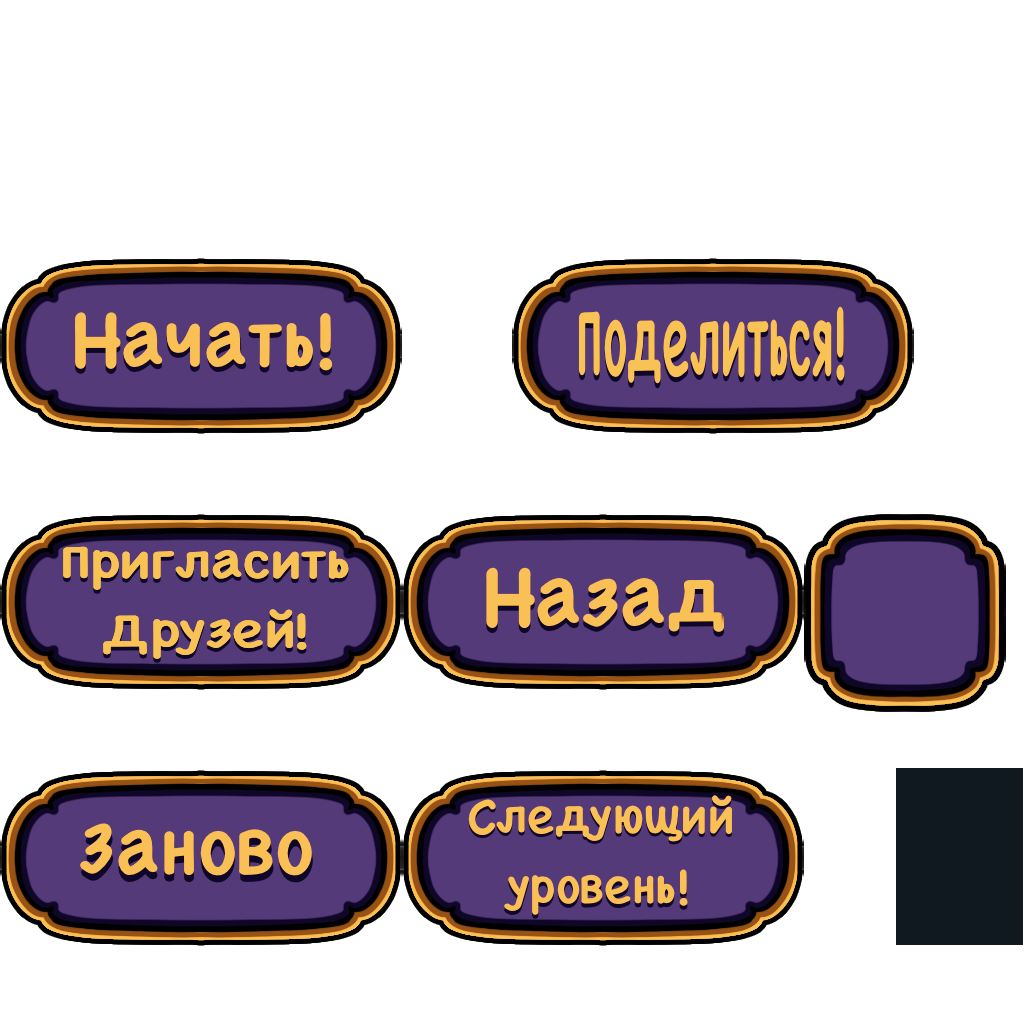 Начать!
Поделиться!
Пригласить
Друзей!
Назад
Заново
Следующий
уровень!